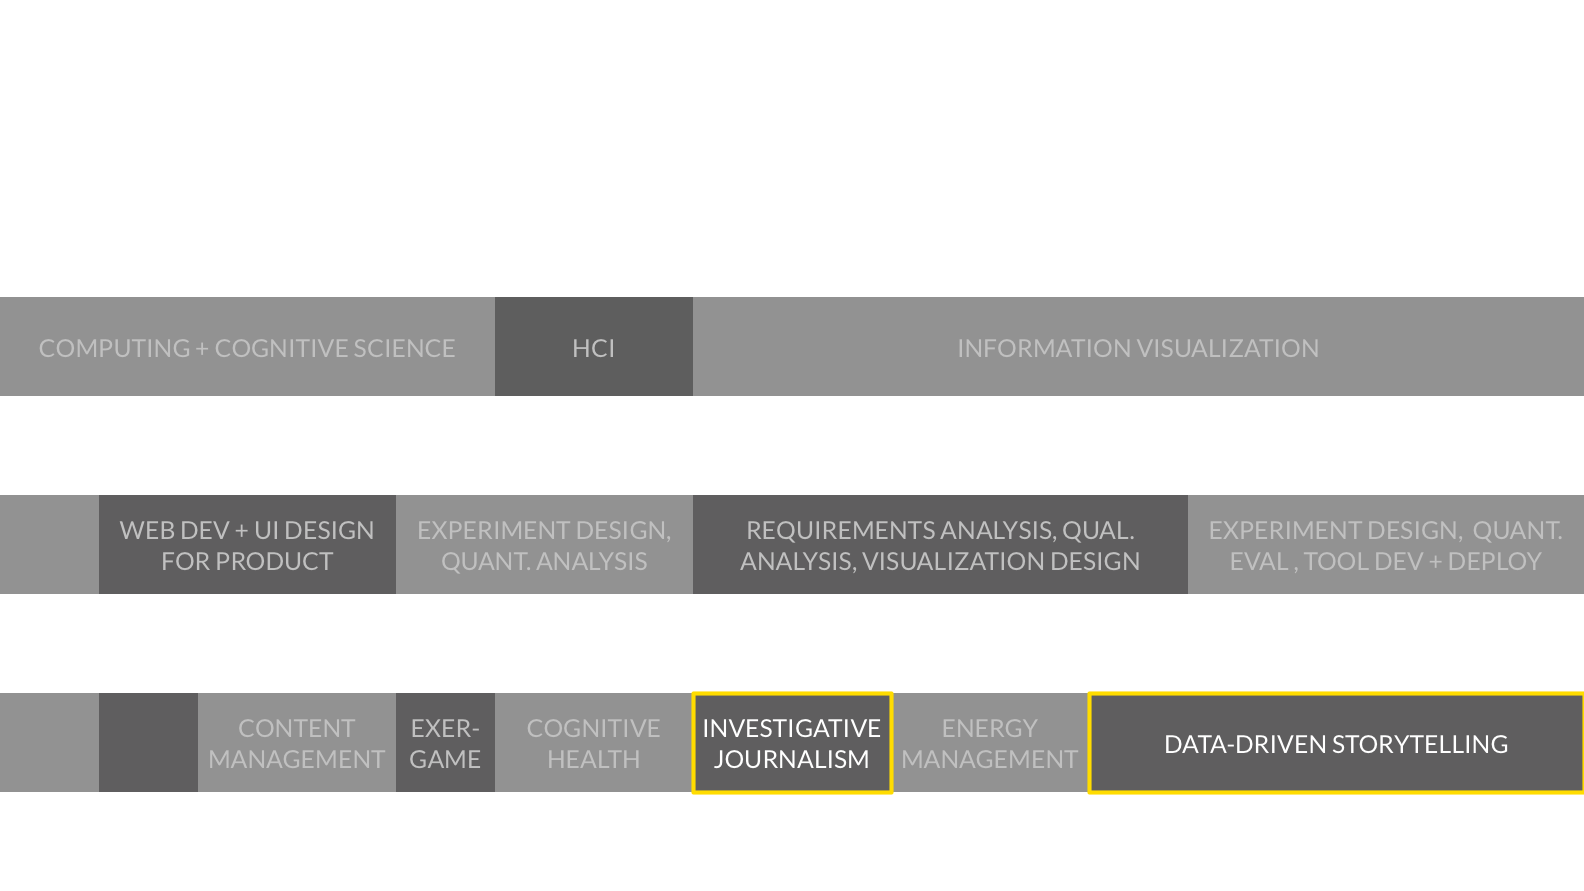 COMPUTING + COGNITIVE SCIENCE
HCI
INFORMATION VISUALIZATION
WEB DEV + UI DESIGN
FOR PRODUCT
EXPERIMENT DESIGN,
QUANT. ANALYSIS
REQUIREMENTS ANALYSIS, QUAL.
ANALYSIS, VISUALIZATION DESIGN
EXPERIMENT DESIGN, QUANT.
EVAL , TOOL DEV + DEPLOY
CONTENT
MANAGEMENT
EXER-
GAME
COGNITIVE
HEALTH
INVESTIGATIVE
JOURNALISM
ENERGY
MANAGEMENT
DATA-DRIVEN STORYTELLING